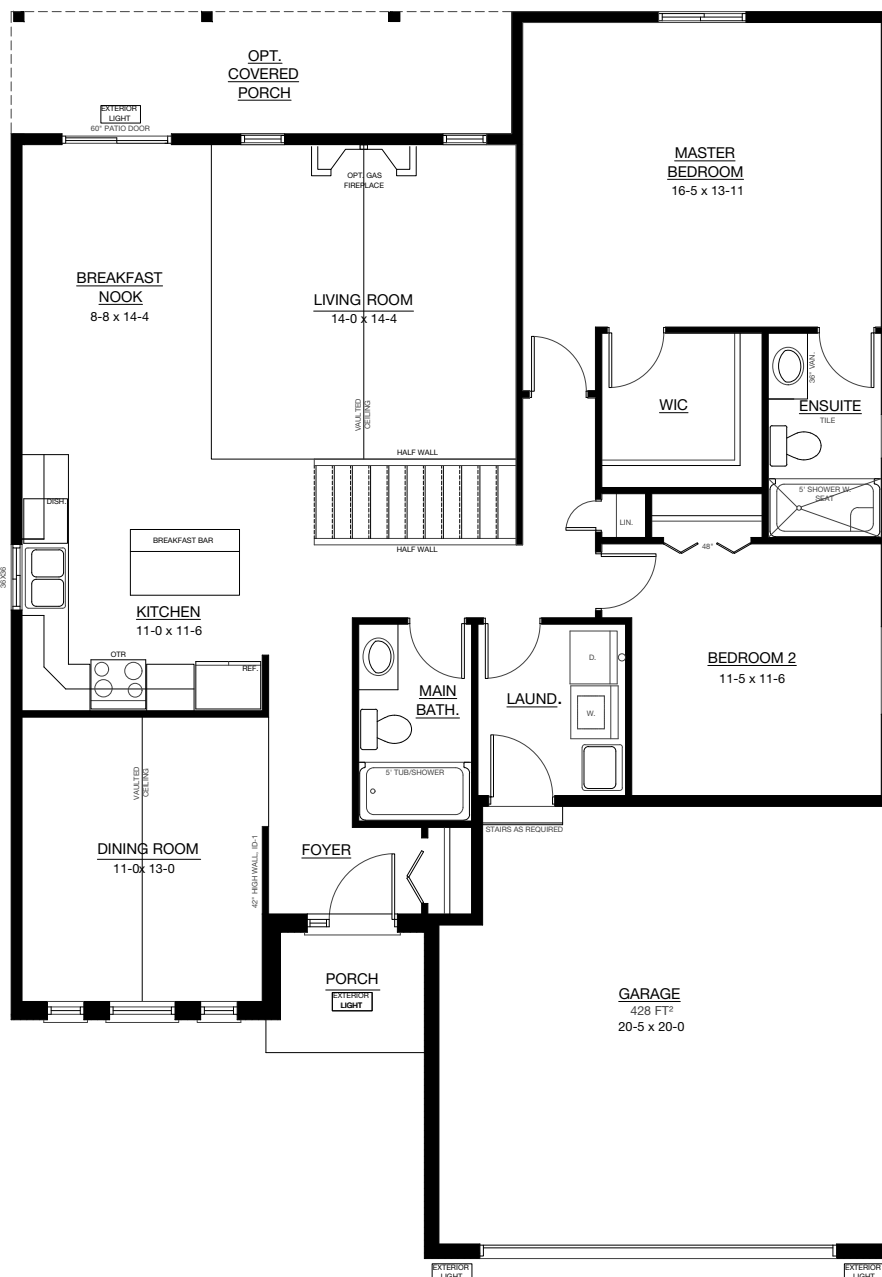 OPT.
COVERED
PORCH
EXTERIOR
LIGHT
60" PATIO DOOR
MASTER
BEDROOM
16-5 x 13-11
OPT. GAS
FIREPLACE
BREAKFAST
NOOK
8-8 x 14-4
LIVING ROOM
14-0 x 14-4
VAULTED
CEILING
36" VAN.
WIC
ENSUITE
TILE
HALF WALL
DISH.
5' SHOWER W.
SEAT
LIN.
BREAKFAST BAR
HALF WALL
48"
36X36
KITCHEN
11-0 x 11-6
OTR
REF.
D.
BEDROOM 2
11-5 x 11-6
MAIN
BATH.
LAUND.
W.
VAULTED
CEILING
5' TUB/SHOWER
STAIRS AS REQUIRED
DINING ROOM
11-0x 13-0
42" HIGH WALL ID-1
FOYER
PORCH
EXTERIOR
LIGHT
GARAGE
428 FT²
20-5 x 20-0
EXTERIOR
LIGHT
EXTERIOR
LIGHT